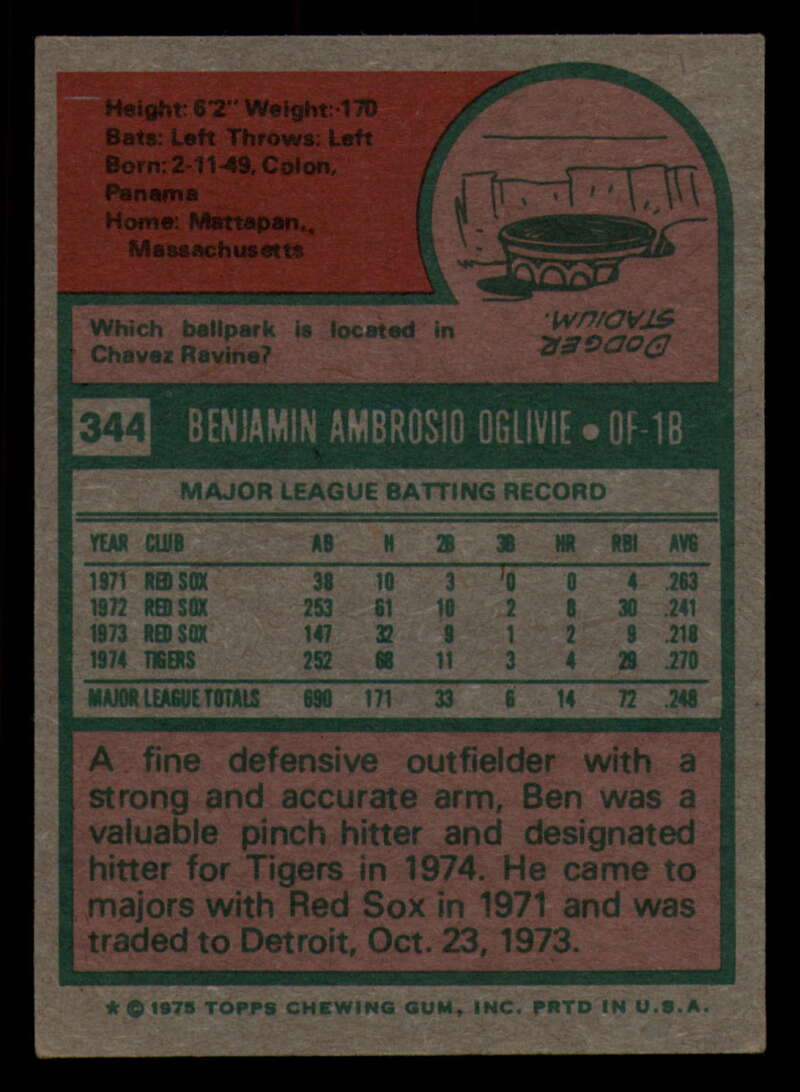 Height: 6'2" Weight: 170
Bats: Left Throws: Left
Born: 2-11-49, Colon,
Panama
Home: Mattapan,
Massachusetts
Which ballpark is located in
Chavez Ravine?
DODGER
STADIUM.
344 BENJAMIN AMBROSIO OGLIVIE • OF-1B
MAJOR LEAGUE BATTING RECORD
YEAR CLUB AB H 2B 3B HR RBI AVG
1971 RED SOX 38 10 3 0 0 4 .263
1972 RED SOX 253 61 10 2 8 30 .241
1973 RED SOX 147 32 9 1 2 9 .218
1974 TIGERS 252 68 11 3 4 29 .270
MAJOR LEAGUE TOTALS 690 171 33 6 14 72 .248
A fine defensive outfielder with a
strong and accurate arm, Ben was a
valuable pinch hitter and designated
hitter for Tigers in 1974. He came to
majors with Red Sox in 1971 and was
traded to Detroit, Oct. 23, 1973.
* © 1975 TOPPS CHEWING GUM, INC. PRTD IN U.S.A.